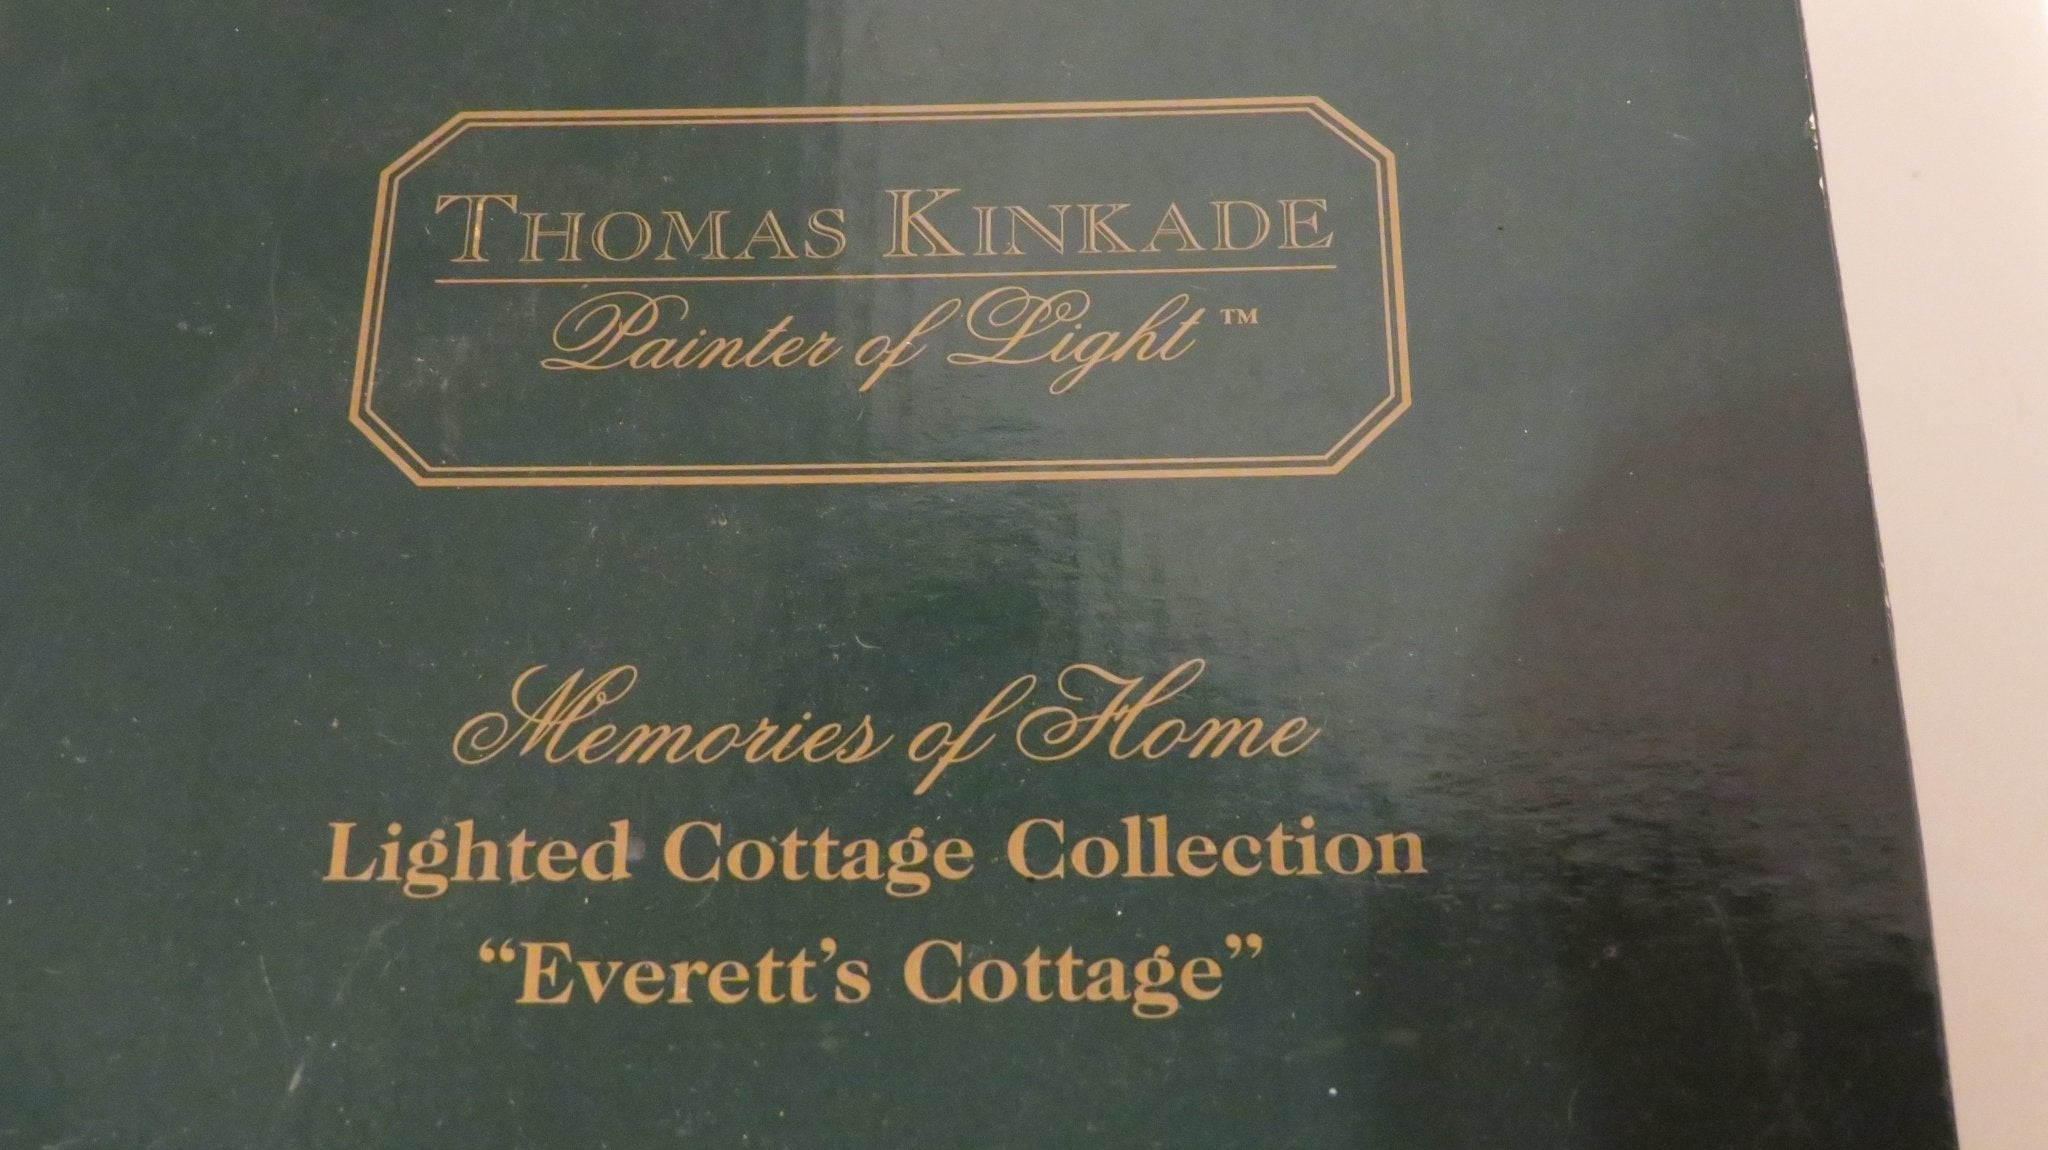 THOMAS KINKADE
Painter of Light™
Memories of Home
Lighted Cottage Collection
“Everett’s Cottage”